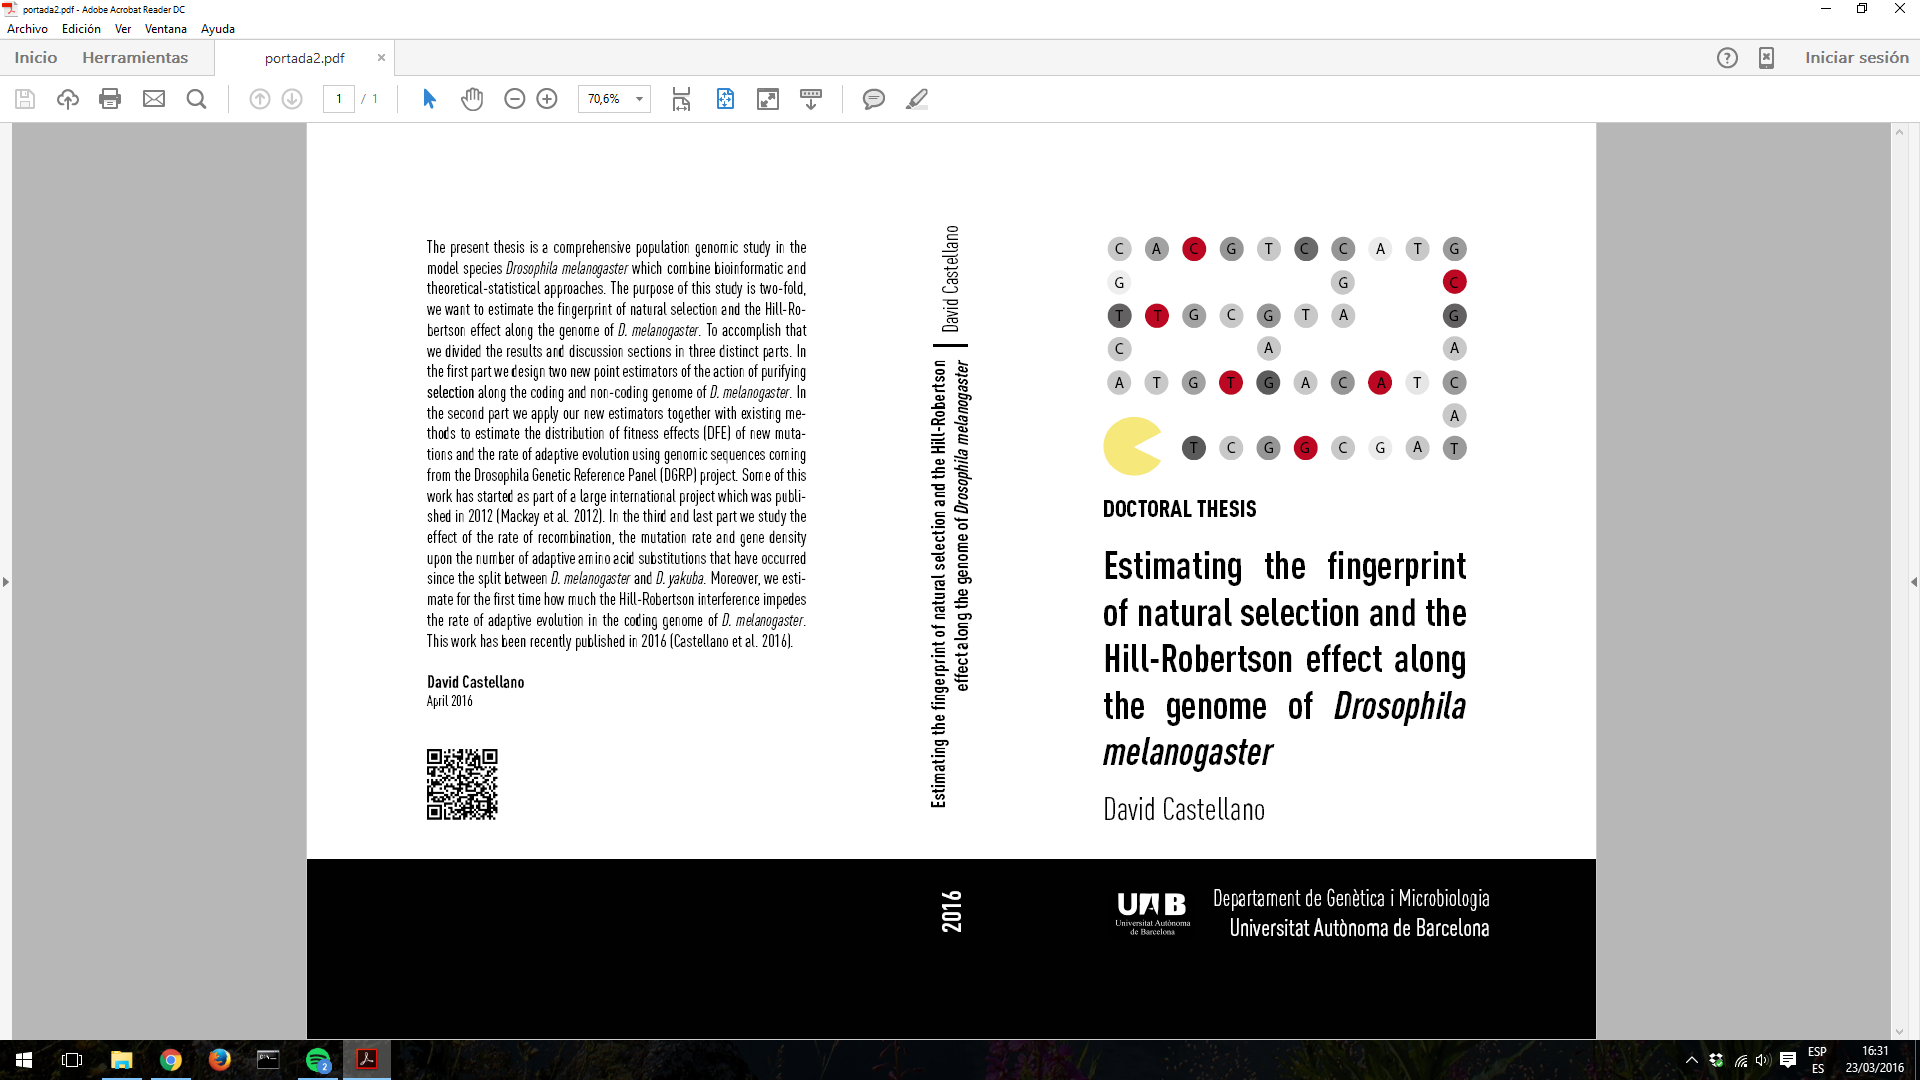 portada2.pdf - Adobe Acrobat Reader DC
Archivo Edición Ver Ventana Ayuda
Inicio Herramientas portada2.pdf × Iniciar sesión
1 / 1 70,6%
The present thesis is a comprehensive population genomic study in the
model species Drosophila melanogaster which combine bioinformatic and
theoretical-statistical approaches. The purpose of this study is two-fold,
we want to estimate the fingerprint of natural selection and the Hill-Ro-
bertson effect along the genome of D. melanogaster. To accomplish that
we divided the results and discussion sections in three distinct parts. In
the first part we design two new point estimators of the action of purifying
selection along the coding and non-coding genome of D. melanogaster. In
the second part we apply our new estimators together with existing me-
thods to estimate the distribution of fitness effects (DFE) of new muta-
tions and the rate of adaptive evolution using genomic sequences coming
from the Drosophila Genetic Reference Panel (DGRP) project. Some of this
work has started as part of a large international project which was publi-
shed in 2012 (Mackay et al. 2012). In the third and last part we study the
effect of the rate of recombination, the mutation rate and gene density
upon the number of adaptive amino acid substitutions that have occurred
since the split between D. melanogaster and D. yakuba. Moreover, we esti-
mate for the first time how much the Hill-Robertson interference impedes
the rate of adaptive evolution in the coding genome of D. melanogaster.
This work has been recently published in 2016 (Castellano et al. 2016).
David Castellano
April 2016
Estimating the fingerprint of natural selection and the Hill-Robertson
effect along the genome of Drosophila melanogaster
David Castellano
2016
C A C G T C C A T G
G G C
T T G C G T A G
C A A
A T G T G A C A T C
A
T C G G C G A T
DOCTORAL THESIS
Estimating the fingerprint
of natural selection and the
Hill-Robertson effect along
the genome of Drosophila
melanogaster
David Castellano
UAB
Universitat Autònoma
de Barcelona
Departament de Genètica i Microbiologia
Universitat Autònoma de Barcelona
2
ESP
ES
16:31
23/03/2016